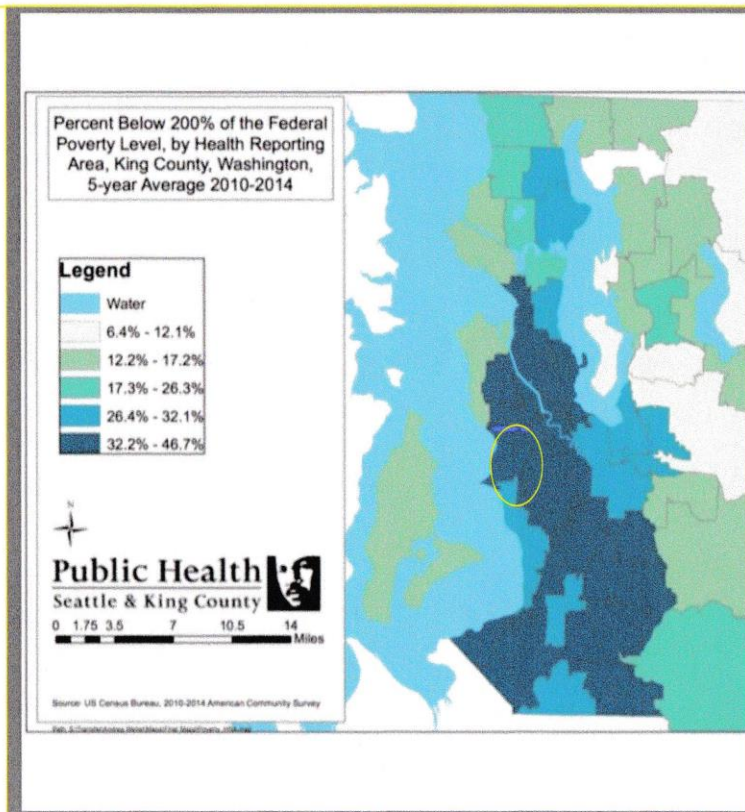 Percent Below 200% of the Federal
Poverty Level, by Health Reporting
Area, King County, Washington,
5-year Average 2010-2014
Legend
Water
6.4% - 12.1%
12.2% - 17.2%
17.3% - 26.3%
26.4% - 32.1%
32.2% - 46.7%
N
Public Health
Seattle & King County
0 1.75 3.5 7 10.5 14
Miles
Source: US Census Bureau, 2010-2014 American Community Survey